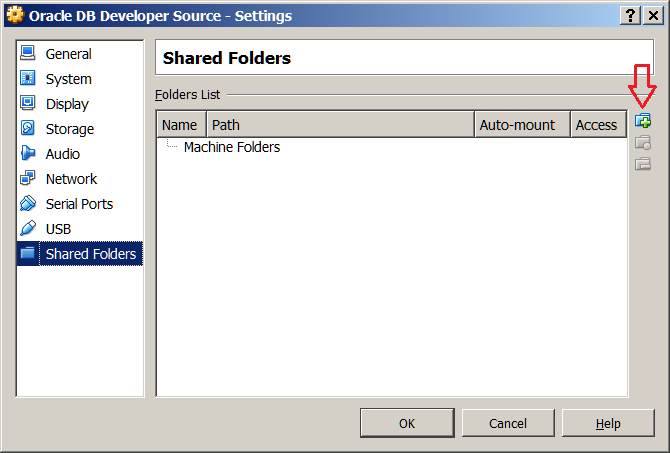 Oracle DB Developer Source - Settings
General
System
Display
Storage
Audio
Network
Serial Ports
USB
Shared Folders
Shared Folders
Folders List
Name Path Auto-mount Access
Machine Folders
OK Cancel Help